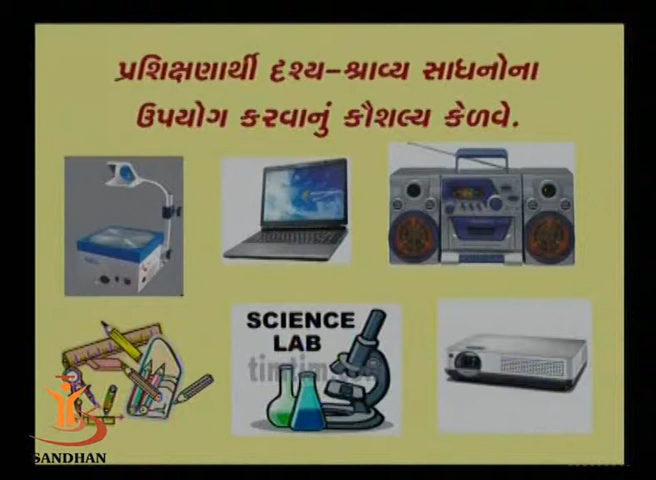 પ્રશિક્ષણાર્થી દૃશ્ય-શ્રાવ્ય સાધનોના
ઉપયોગ કરવાનું કૌશલ્ય કેળવે.
SCIENCE
LAB
SANDHAN